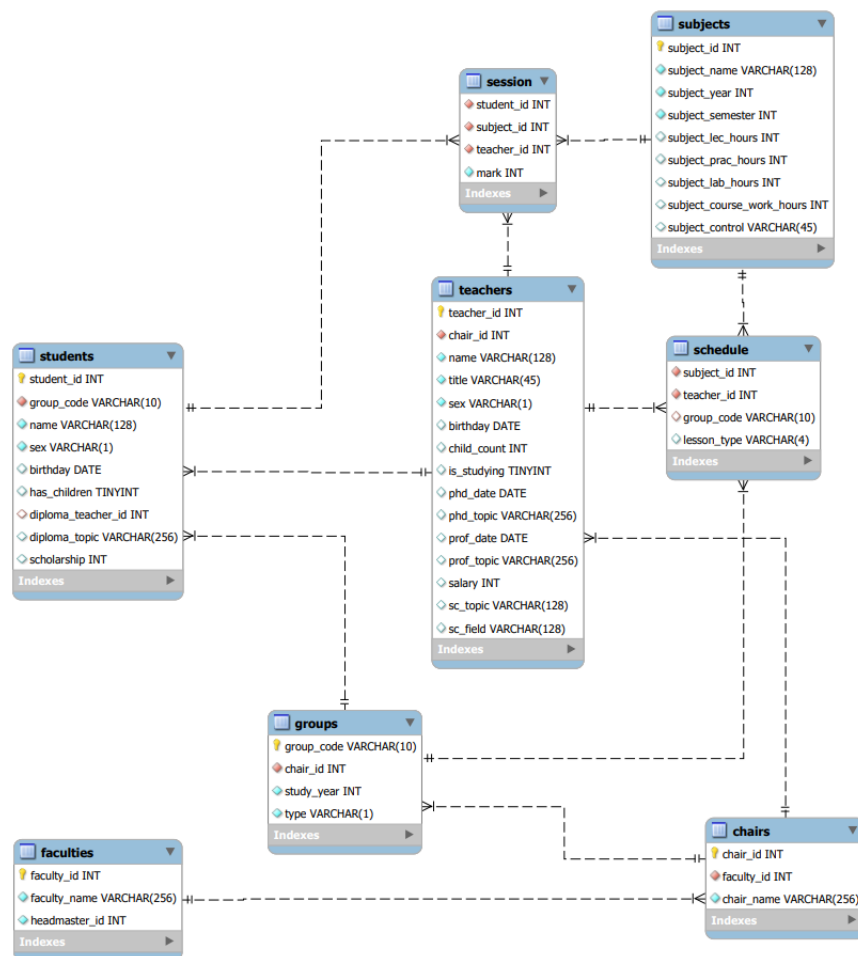 subjects
subject_id INT
subject_name VARCHAR(128)
subject_year INT
subject_semester INT
subject_lec_hours INT
subject_prac_hours INT
subject_lab_hours INT
subject_course_work_hours INT
subject_control VARCHAR(45)
Indexes
session
student_id INT
subject_id INT
teacher_id INT
mark INT
Indexes
teachers
teacher_id INT
chair_id INT
name VARCHAR(128)
title VARCHAR(45)
sex VARCHAR(1)
birthday DATE
child_count INT
is_studying TINYINT
phd_date DATE
phd_topic VARCHAR(256)
prof_date DATE
prof_topic VARCHAR(256)
salary INT
sc_topic VARCHAR(128)
sc_field VARCHAR(128)
Indexes
students
student_id INT
group_code VARCHAR(10)
name VARCHAR(128)
sex VARCHAR(1)
birthday DATE
has_children TINYINT
diploma_teacher_id INT
diploma_topic VARCHAR(256)
scholarship INT
Indexes
schedule
subject_id INT
teacher_id INT
group_code VARCHAR(10)
lesson_type VARCHAR(4)
Indexes
groups
group_code VARCHAR(10)
chair_id INT
study_year INT
type VARCHAR(1)
Indexes
faculties
faculty_id INT
faculty_name VARCHAR(256)
headmaster_id INT
Indexes
chairs
chair_id INT
faculty_id INT
chair_name VARCHAR(256)
Indexes